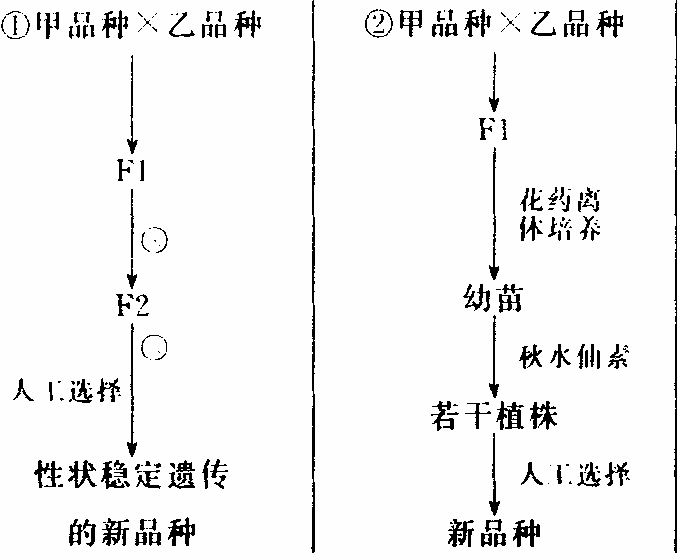 ①甲品种×乙品种
F1
F2
人工选择
性状稳定遗传
的新品种
②甲品种×乙品种
F1
花药离
体培养
幼苗
秋水仙素
若干植株
人工选择
新品种